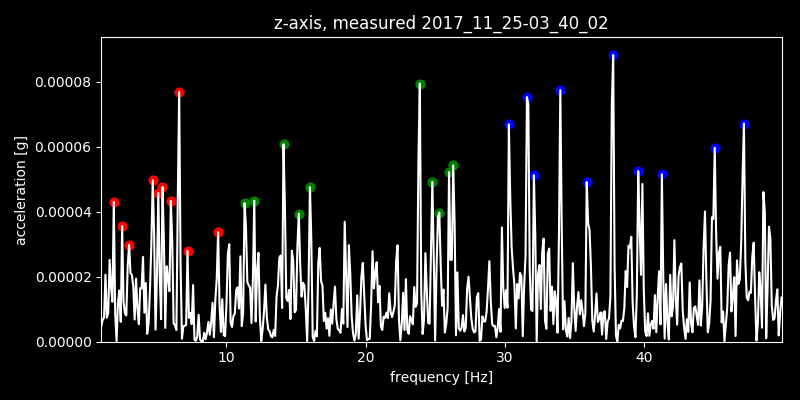 z-axis, measured 2017_11_25-03_40_02
0.00008
0.00006
0.00004
0.00002
0.00000
acceleration [g]
10 20 30 40
frequency [Hz]